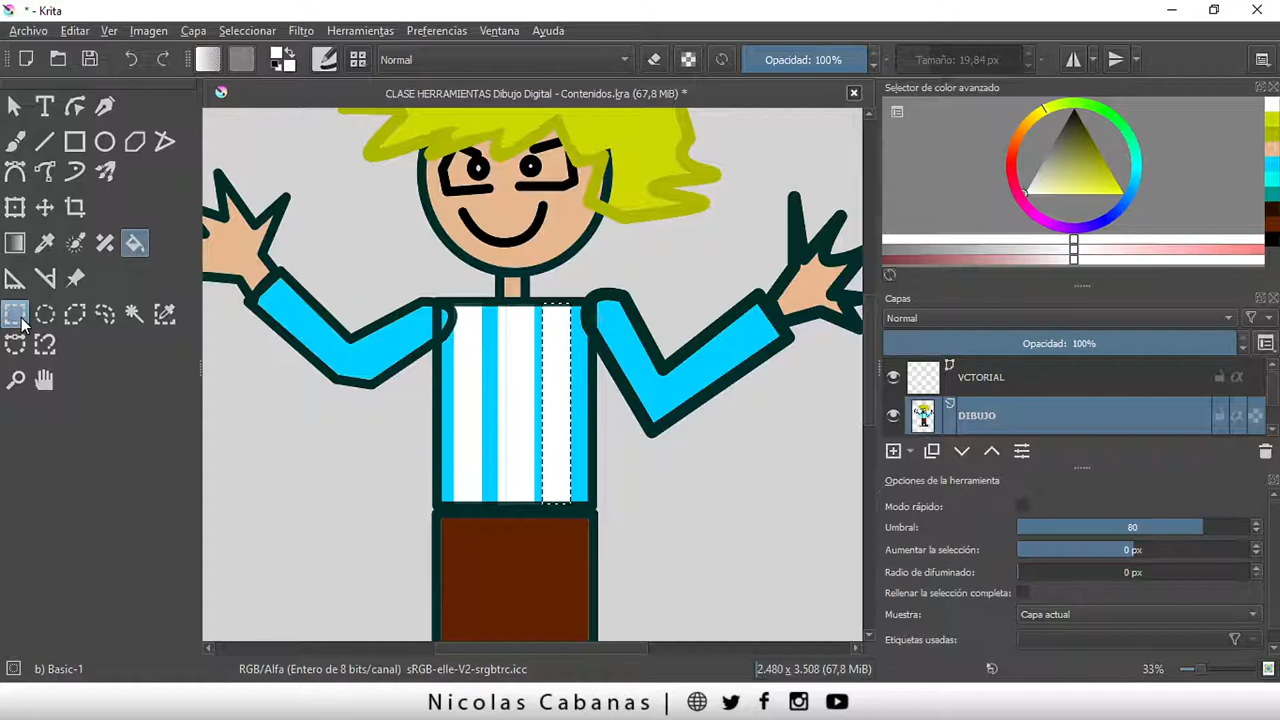 * - Krita
Archivo Editar Ver Imagen Seleccionar Capa Seleccionar Filtro Herramientas Preferencias Ventana Ayuda
Normal Opacidad: 100% Tamaño: 19,84 px
CLASE HERRAMIENTAS Dibujo Digital - Contenidos.kra (67,8 MiB) *
Selector de color avanzado
Capas
Normal
Opacidad: 100%
VCTORIAL
DIBUJO
Opciones de la herramienta
Modo rápido:
Umbral: 80
Aumentar la selección: 0 px
Radio de difuminado: 0 px
Rellenar la selección completa:
Muestra: Capa actual
Etiquetas usadas:
b) Basic-1 RGB/Alfa (Entero de 8 bits/canal) sRGB-elle-V2-srgbtrc.icc 2.480 x 3.508 (67,8 MiB) 33%
Nicolas Cabanas |